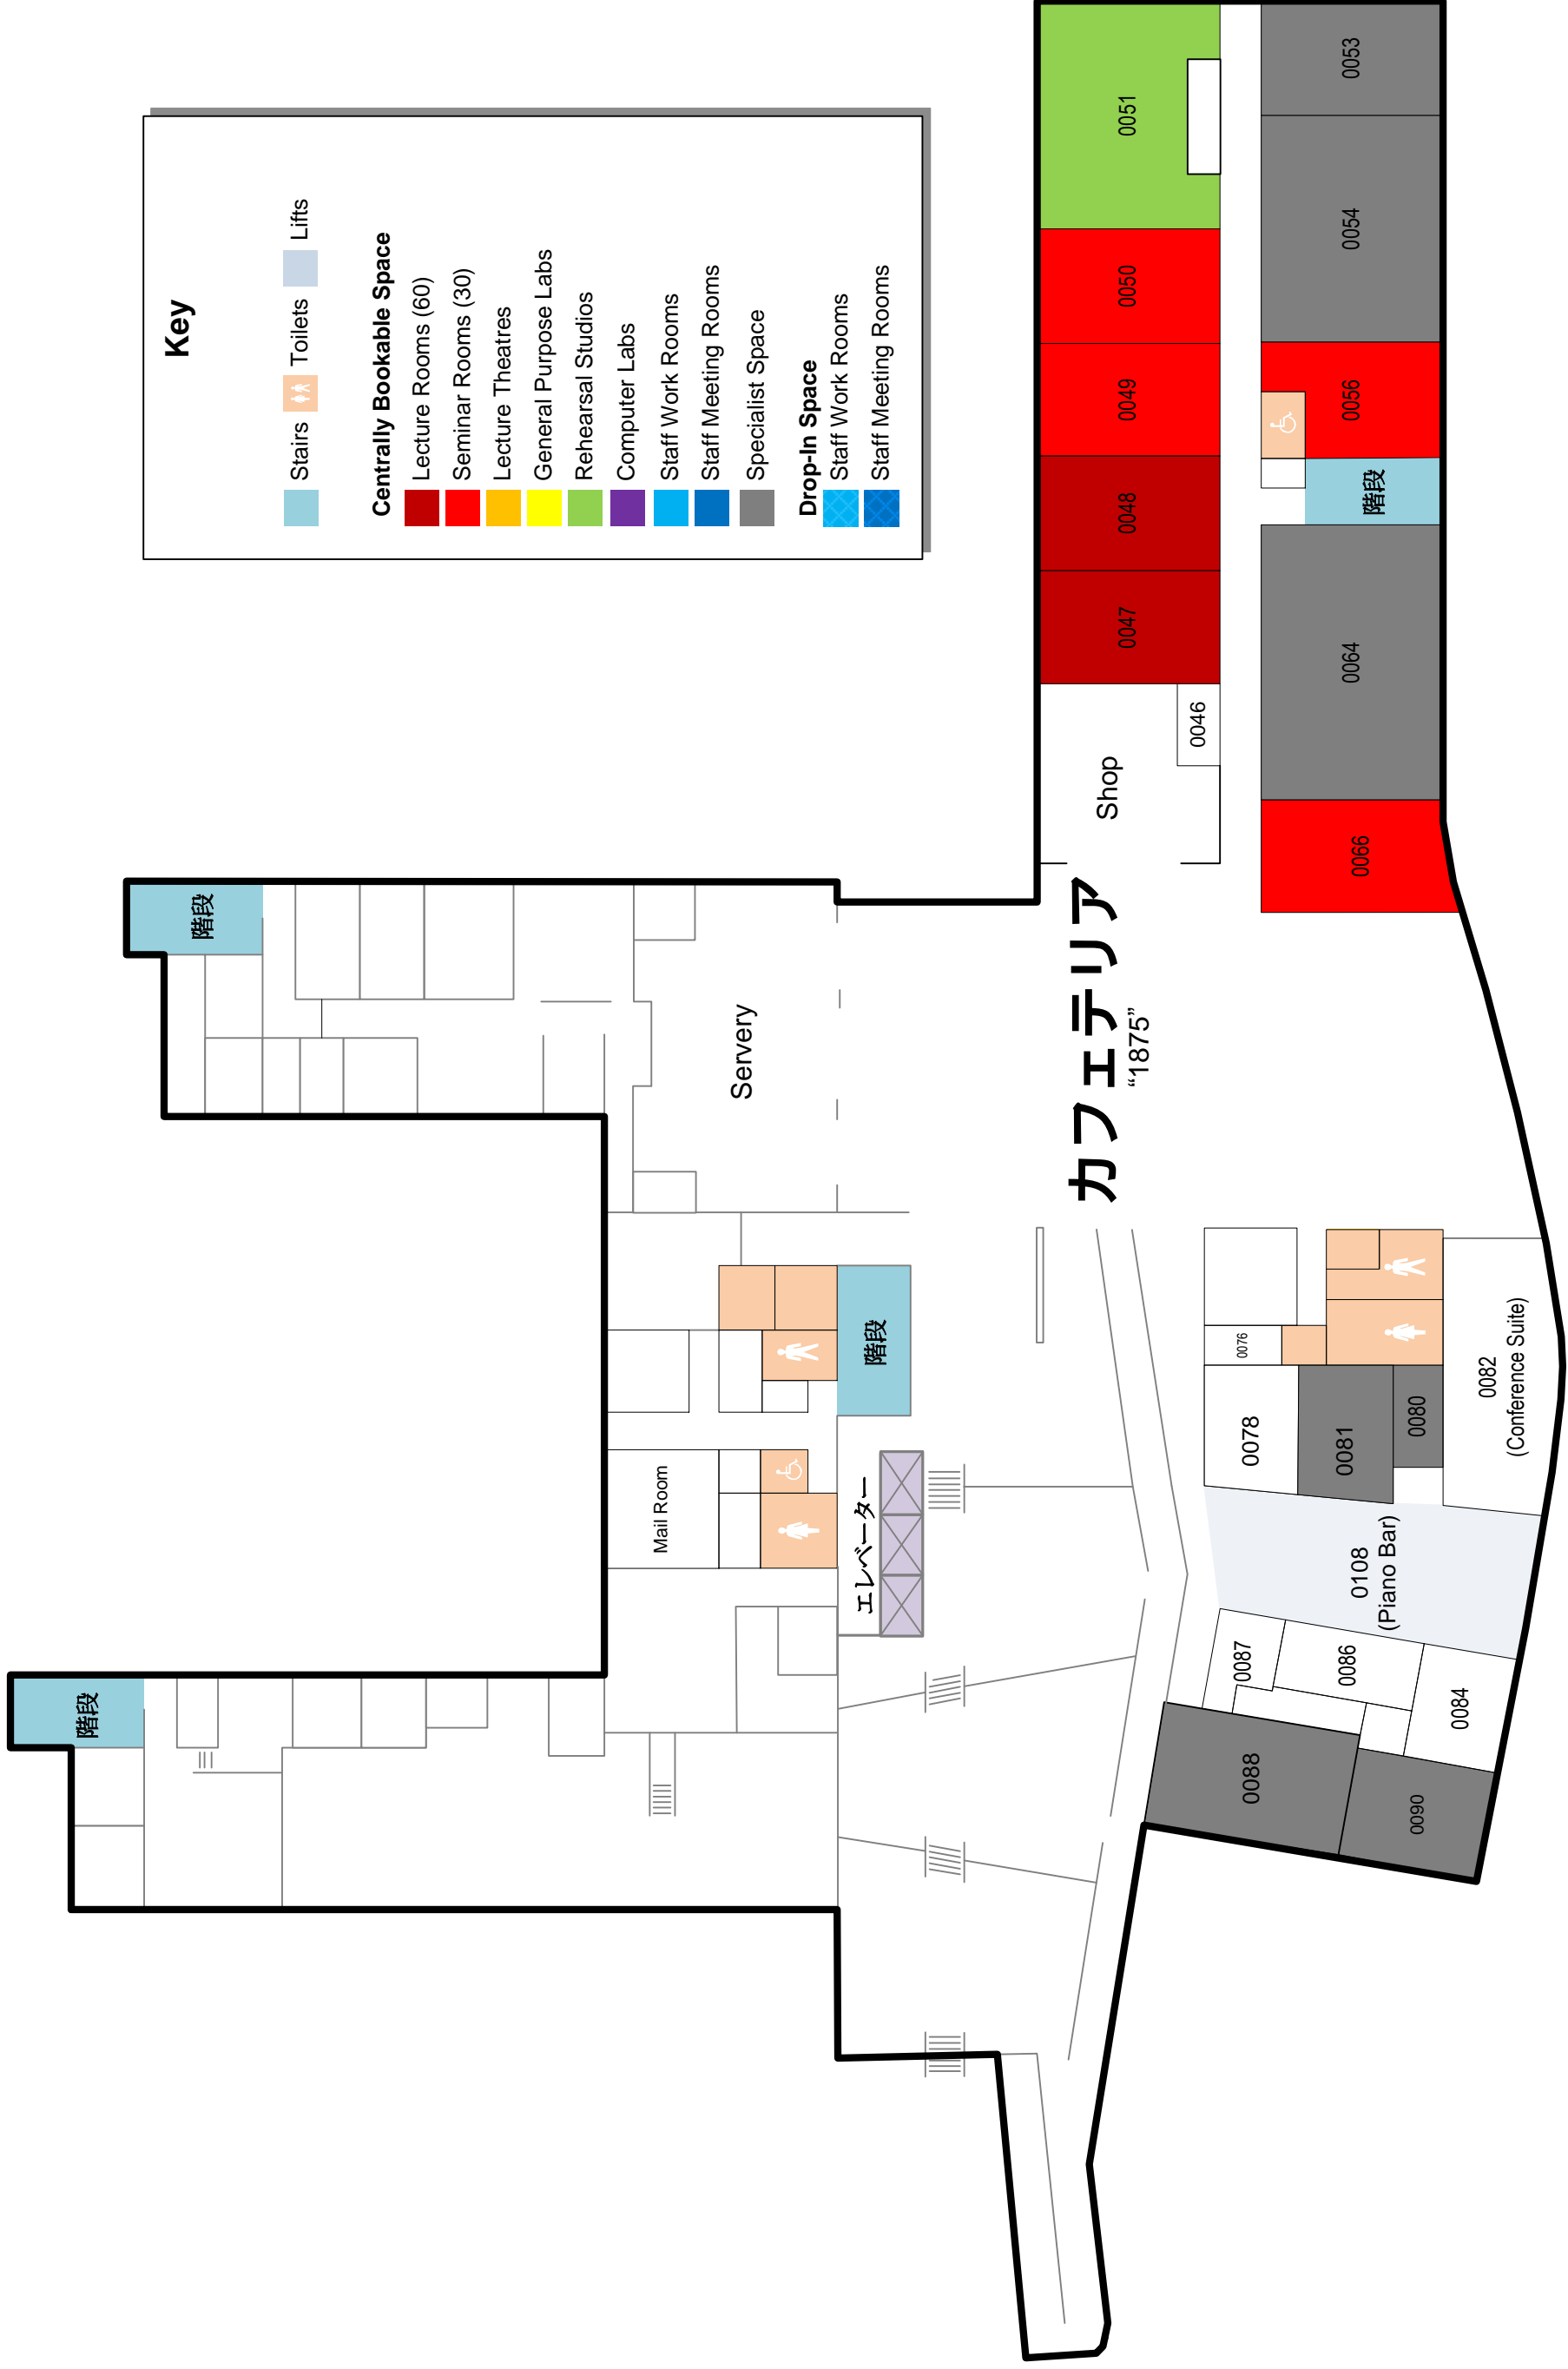 Key
Stairs
Toilets
Lifts
Centrally Bookable Space
Lecture Rooms (60)
Seminar Rooms (30)
Lecture Theatres
General Purpose Labs
Rehearsal Studios
Computer Labs
Staff Work Rooms
Staff Meeting Rooms
Specialist Space
Drop-In Space
Staff Work Rooms
Staff Meeting Rooms
階段
階段
Mail Room
Servery
階段
エレベーター
カフェテリア
“1875”
Shop
0046
0047
0048
0049
0050
0051
0053
0054
0056
階段
0064
0066
0076
0078
0081
0080
0082
(Conference Suite)
0108
(Piano Bar)
0087
0086
0084
0088
0090